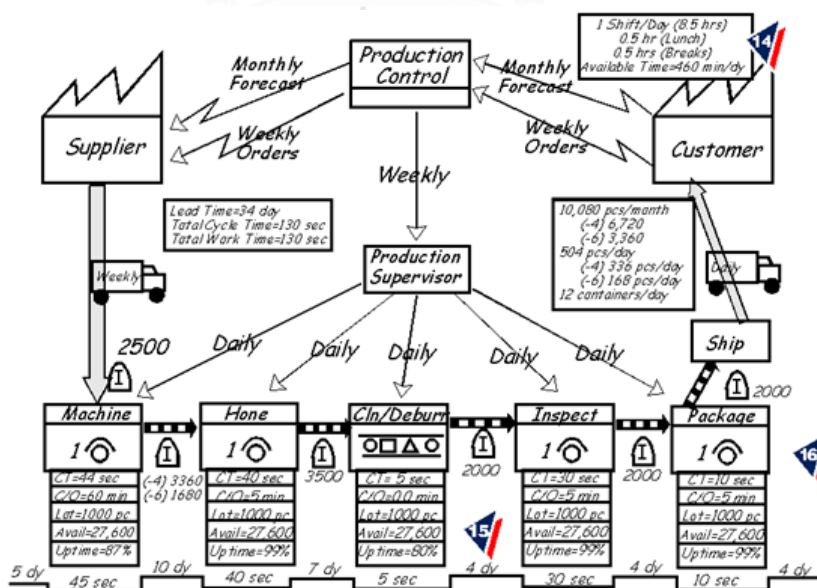 1 Shift/Day (8.5 hrs)
0.5 hr (Lunch)
0.5 hrs (Breaks)
Available Time=460 min/dy
14
Production
Control
Monthly
Forecast
Monthly
Forecast
Weekly
Orders
Weekly
Orders
Supplier
Customer
Weekly
Lead Time=34 day
Total Cycle Time=130 sec
Total Work Time=130 sec
10,080 pcs/month
(-4) 6,720
(-6) 3,360
504 pcs/day
(-4) 336 pcs/day
(-6) 168 pcs/day
12 cantainers/day
Production
Supervisor
Weekly
Daily
Ship
2500
I
Daily
Daily
Daily
Daily
Daily
I
2000
Machine
Hone
Cln/Deburr
Inspect
Package
1
1
1
1
I
I
I
I
(-4) 3360
(-6) 1680
3500
2000
2000
16
CT=44 sec
C/O=60 min
Lot=1000 pc
Avail=27,600
Uptime=87%
CT=40 sec
C/O=5 min
Lot=1000 pc
Avail=27,600
Uptime=99%
CT= 5 sec
C/O=0.0 min
Lot=1000 pc
Avail=27,600
Uptime=80%
15
CT=30 sec
C/O=5 min
Lot=1000 pc
Avail=27,600
Uptime=99%
CT=10 sec
C/O=5 min
Lot=1000 pc
Avail=27,600
Uptime=99%
5 dy
10 dy
7 dy
4 dy
4 dy
4 dy
45 sec
40 sec
5 sec
30 sec
10 sec